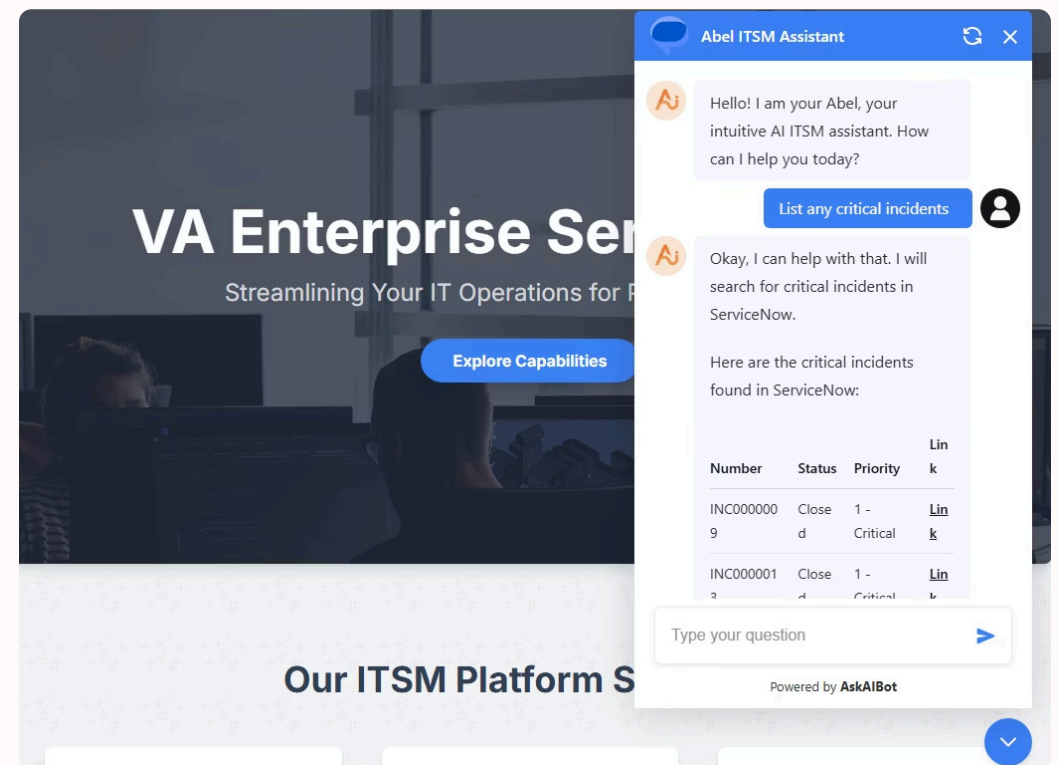 VA Enterprise Ser
Streamlining Your IT Operations for
Explore Capabilities
Our ITSM Platform S
Abel ITSM Assistant
Hello! I am your Abel, your
intuitive AI ITSM assistant. How
can I help you today?
List any critical incidents
Okay, I can help with that. I will
search for critical incidents in
ServiceNow.
Here are the critical incidents
found in ServiceNow:
Lin
Number Status Priority k
INC000000 Close 1 - Lin
9 d Critical k
INC000001 Close 1 - Lin
3 d Critical k
Type your question
Powered by AskAIBot